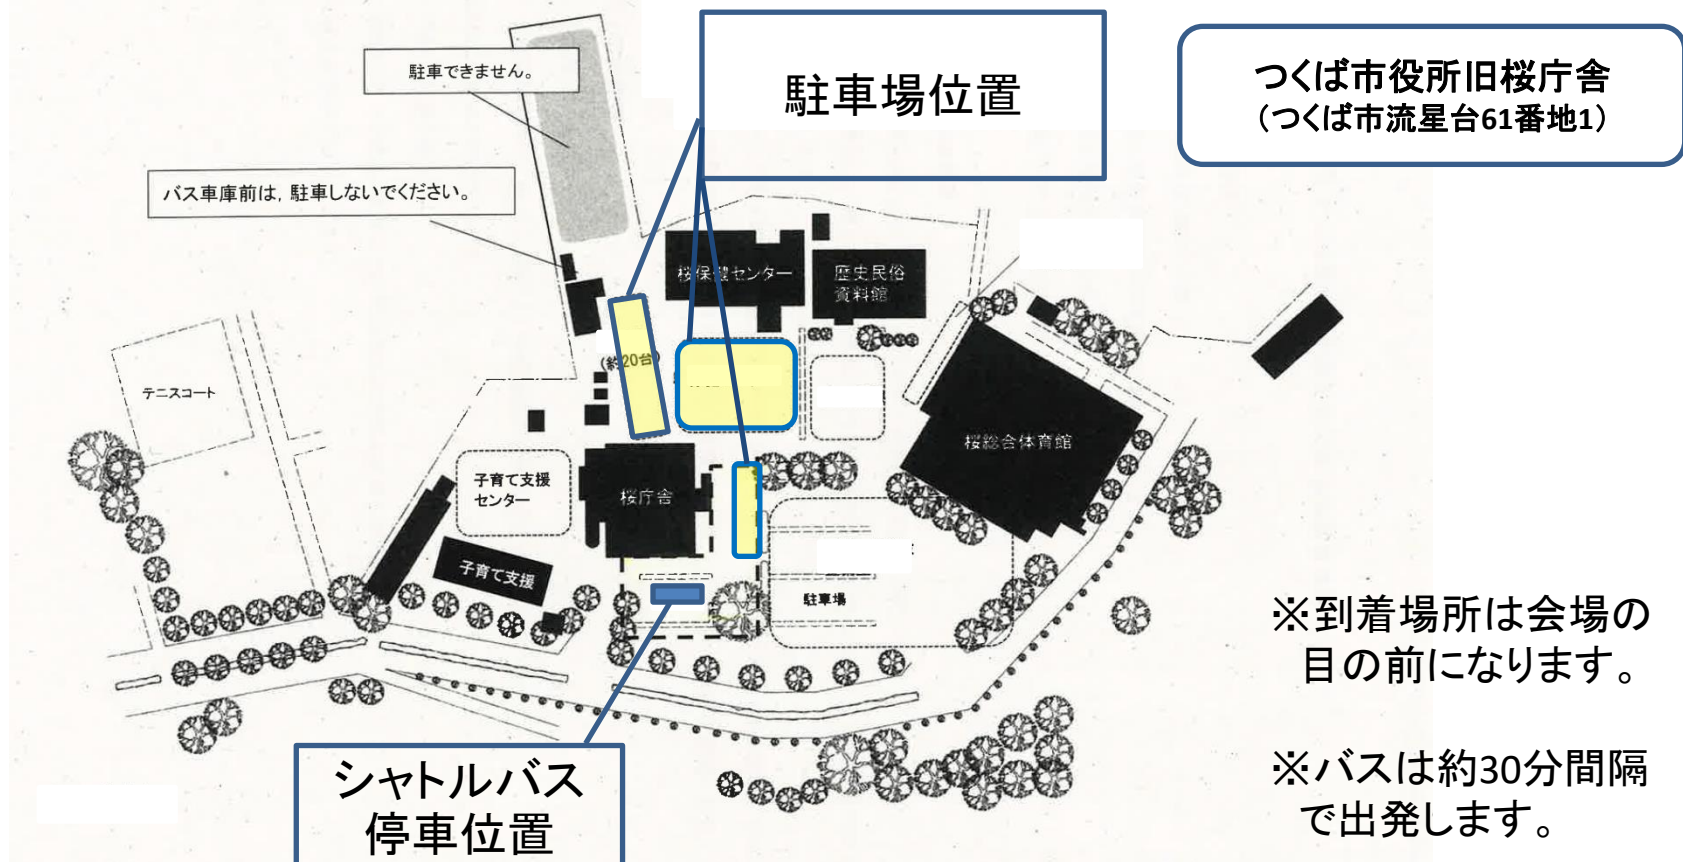 駐車できません。
駐車場位置
つくば市役所旧桜庁舎
（つくば市流星台61番地1）
バス車庫前は，駐車しないでください。
桜保健センター
歴史民俗
資料館
（約20台）
テニスコート
桜総合体育館
子育て支援
センター
桜庁舎
子育て支援
駐車場
※到着場所は会場の
目の前になります。
※バスは約30分間隔
で出発します。
シャトルバス
停車位置